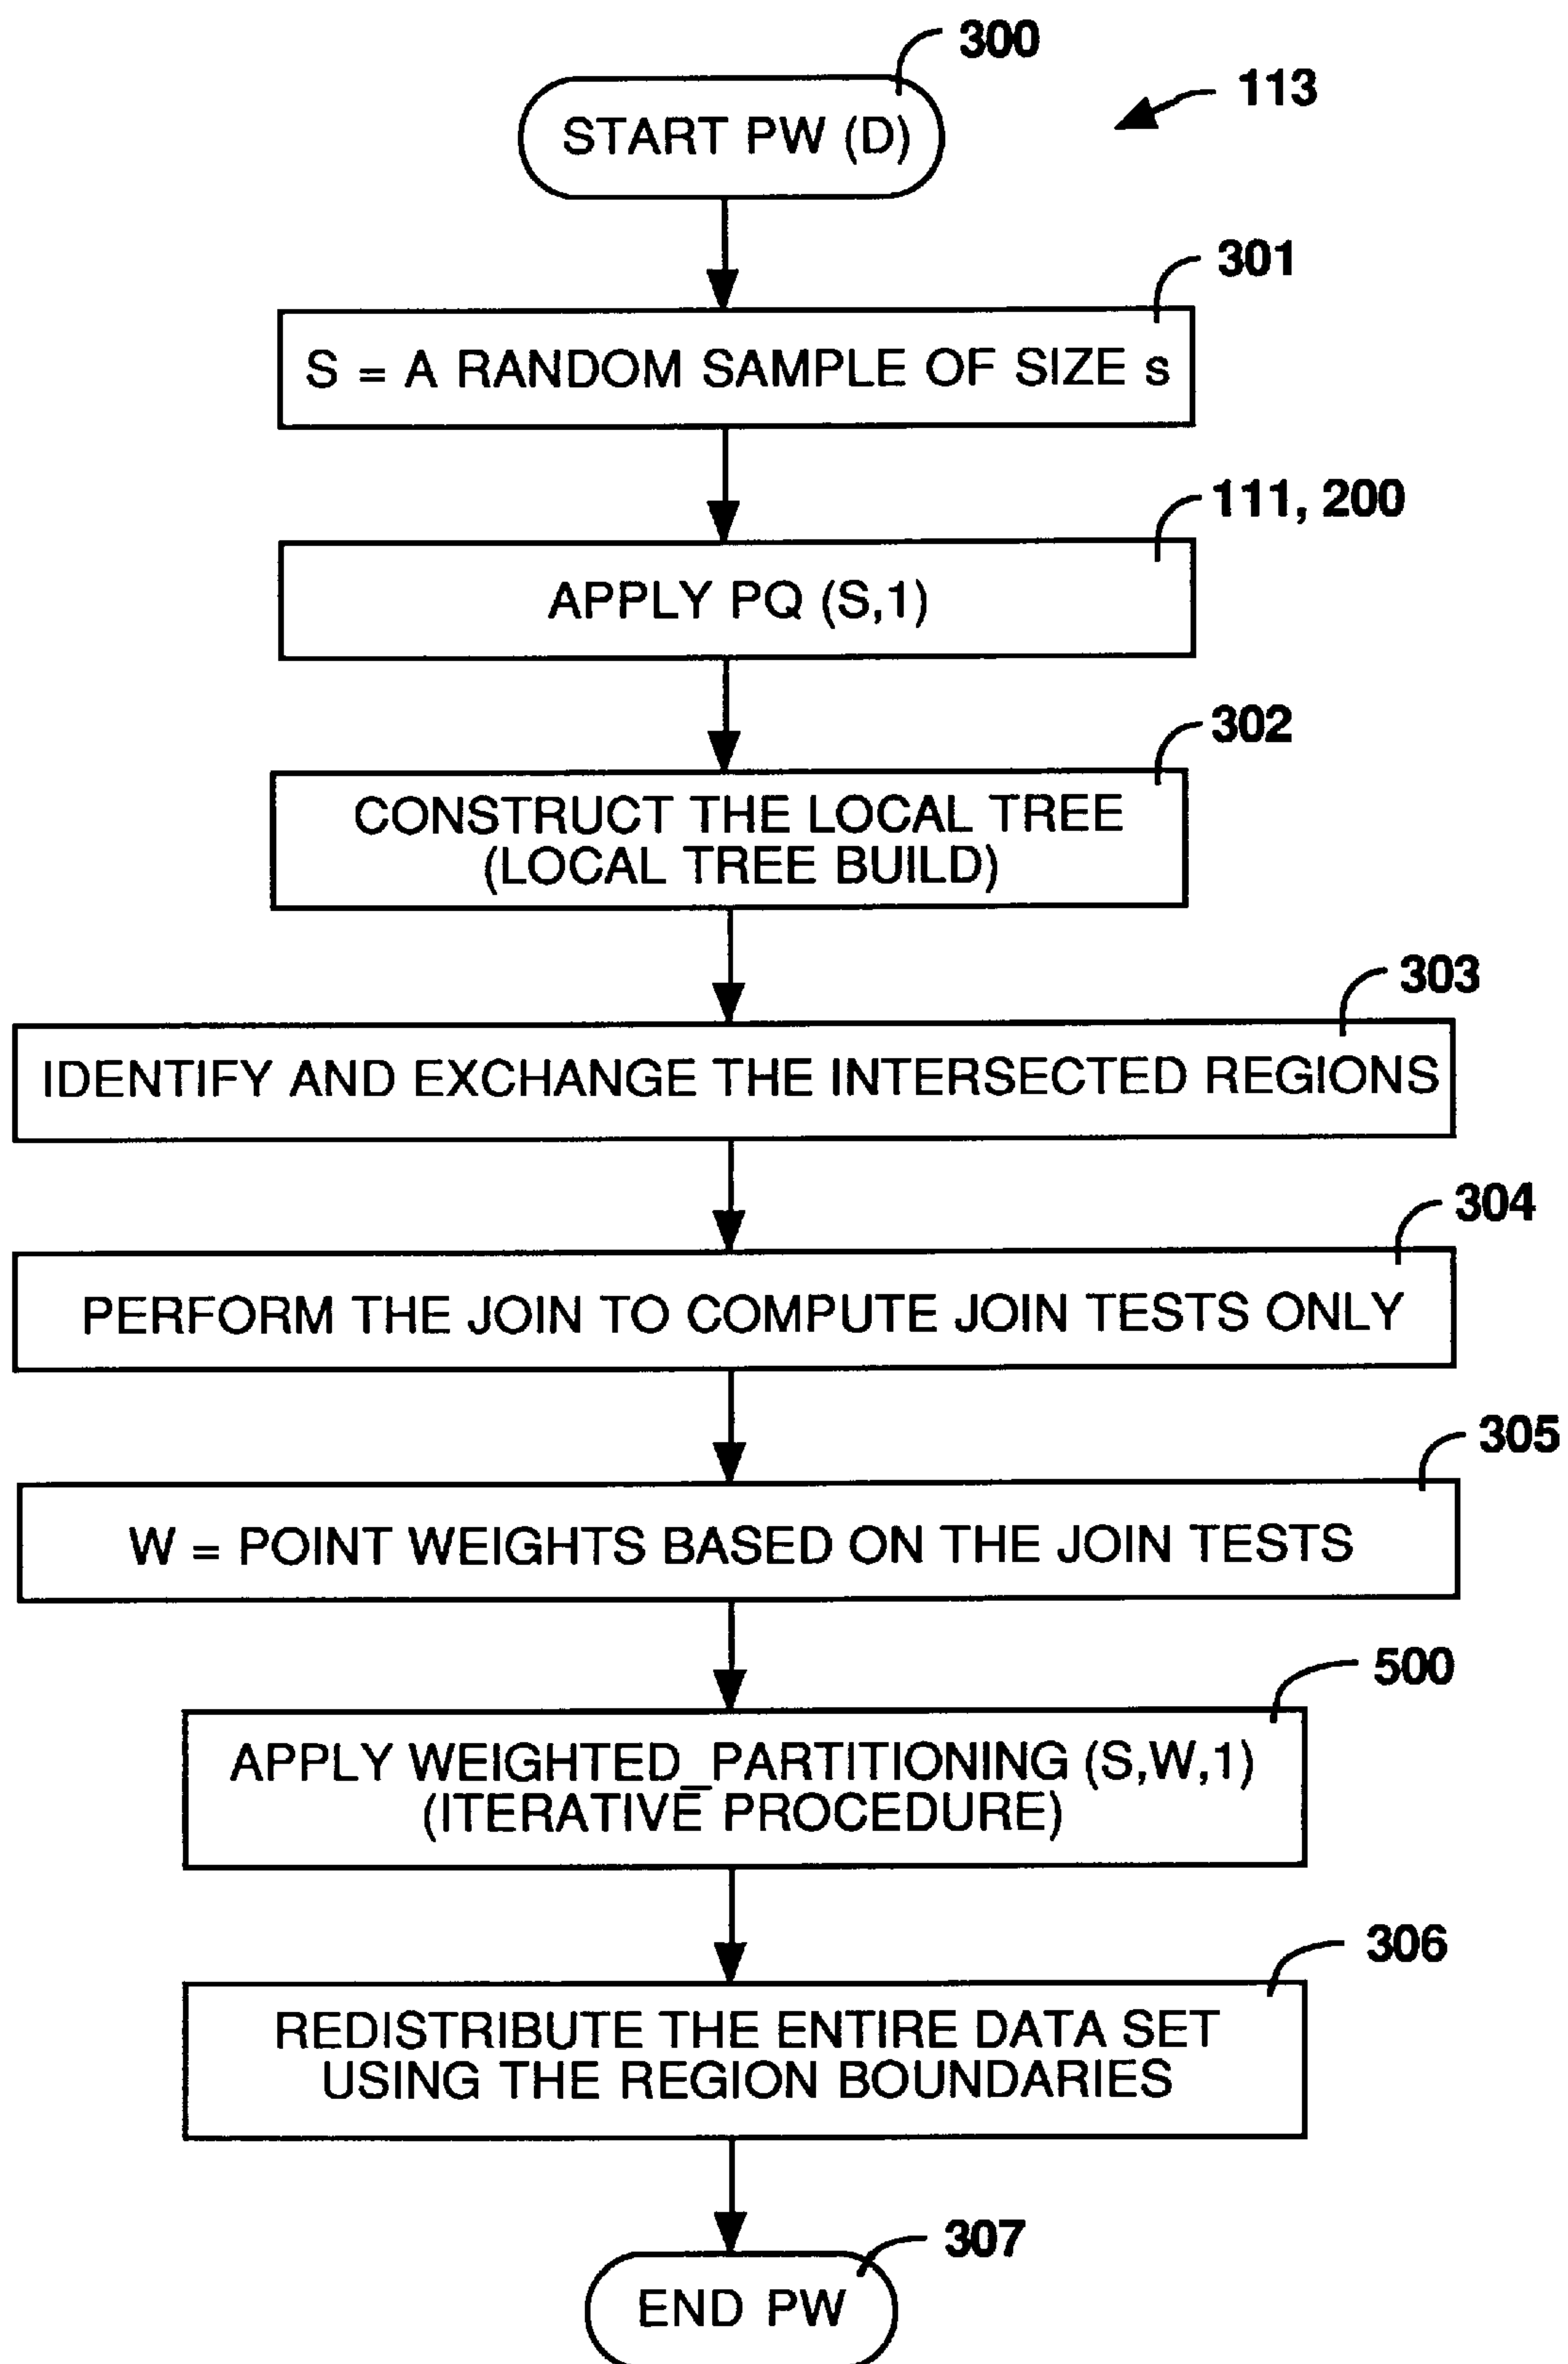 300
113
START PW (D)
301
S = A RANDOM SAMPLE OF SIZE s
111, 200
APPLY PQ (S,1)
302
CONSTRUCT THE LOCAL TREE
(LOCAL TREE BUILD)
303
IDENTIFY AND EXCHANGE THE INTERSECTED REGIONS
304
PERFORM THE JOIN TO COMPUTE JOIN TESTS ONLY
305
W = POINT WEIGHTS BASED ON THE JOIN TESTS
500
APPLY WEIGHTED_PARTITIONING (S,W,1)
(ITERATIVE PROCEDURE)
306
REDISTRIBUTE THE ENTIRE DATA SET
USING THE REGION BOUNDARIES
307
END PW